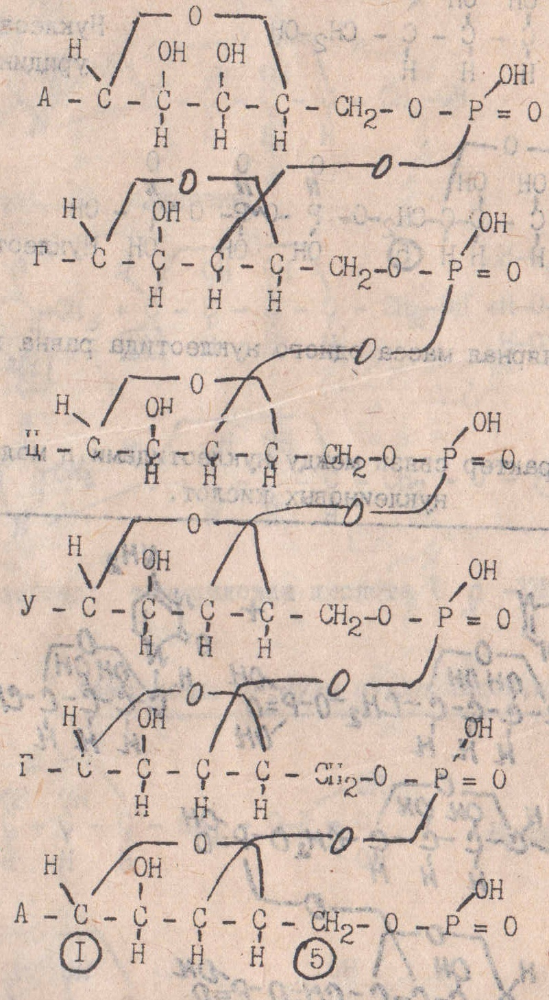 O
H OH OH OH
А - C - C - C - C - CH2- O - P = O
H H H
O
O
H OH OH
Г - C - C - C - C - CH2-O - P = O
H H H
O
O
H OH OH
Ц - C - C - C - C - CH2-O - P = O
H H H
O
O
H OH OH
У - C - C - C - C - CH2-O - P = O
H H H
O
O
H OH OH
Г - C - C - C - C - CH2-O - P = O
H H H
O
O
H OH OH
А - C - C - C - C - CH2- O - P = O
I H H H 5